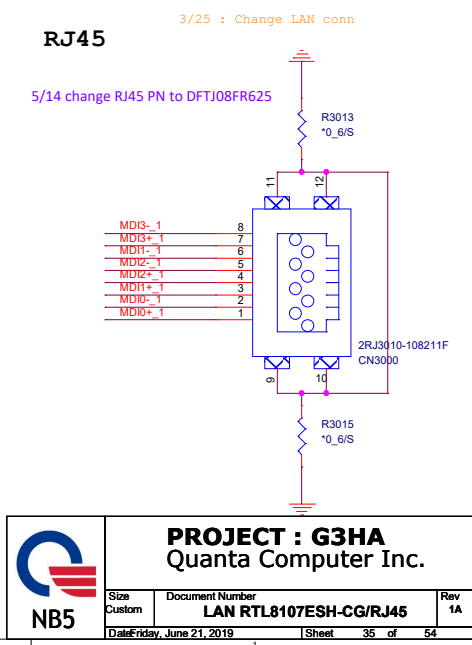 3/25 : Change LAN conn
RJ45
5/14 change RJ45 PN to DFTJ08FR625
R3013
*0_6/S
11
12
MDI3-_1 8
MDI3+_1 7
MDI1-_1 6
MDI2-_1 5
MDI2+_1 4
MDI1+_1 3
MDI0-_1 2
MDI0+_1 1
2RJ3010-108211F
CN3000
9
10
R3015
*0_6/S
PROJECT : G3HA
Quanta Computer Inc.
NB5
Size Document Number Rev
Custom LAN RTL8107ESH-CG/RJ45 1A
Date: Friday, June 21, 2019 Sheet 35 of 54
1